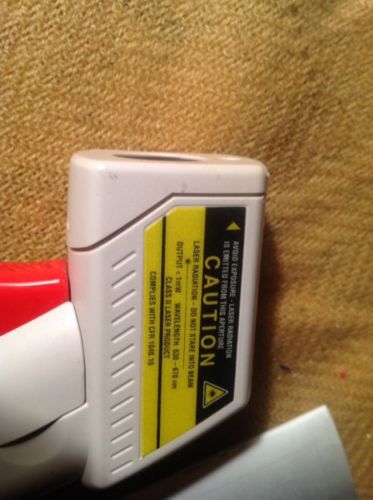 AVOID EXPOSURE - LASER RADIATION
IS EMITTED FROM THIS APERTURE
CAUTION
LASER RADIATION - DO NOT STARE INTO BEAM
OUTPUT < 1mW WAVELENGTH 630 - 670 nm
CLASS II LASER PRODUCT
COMPLIES WITH CFR 1040.10